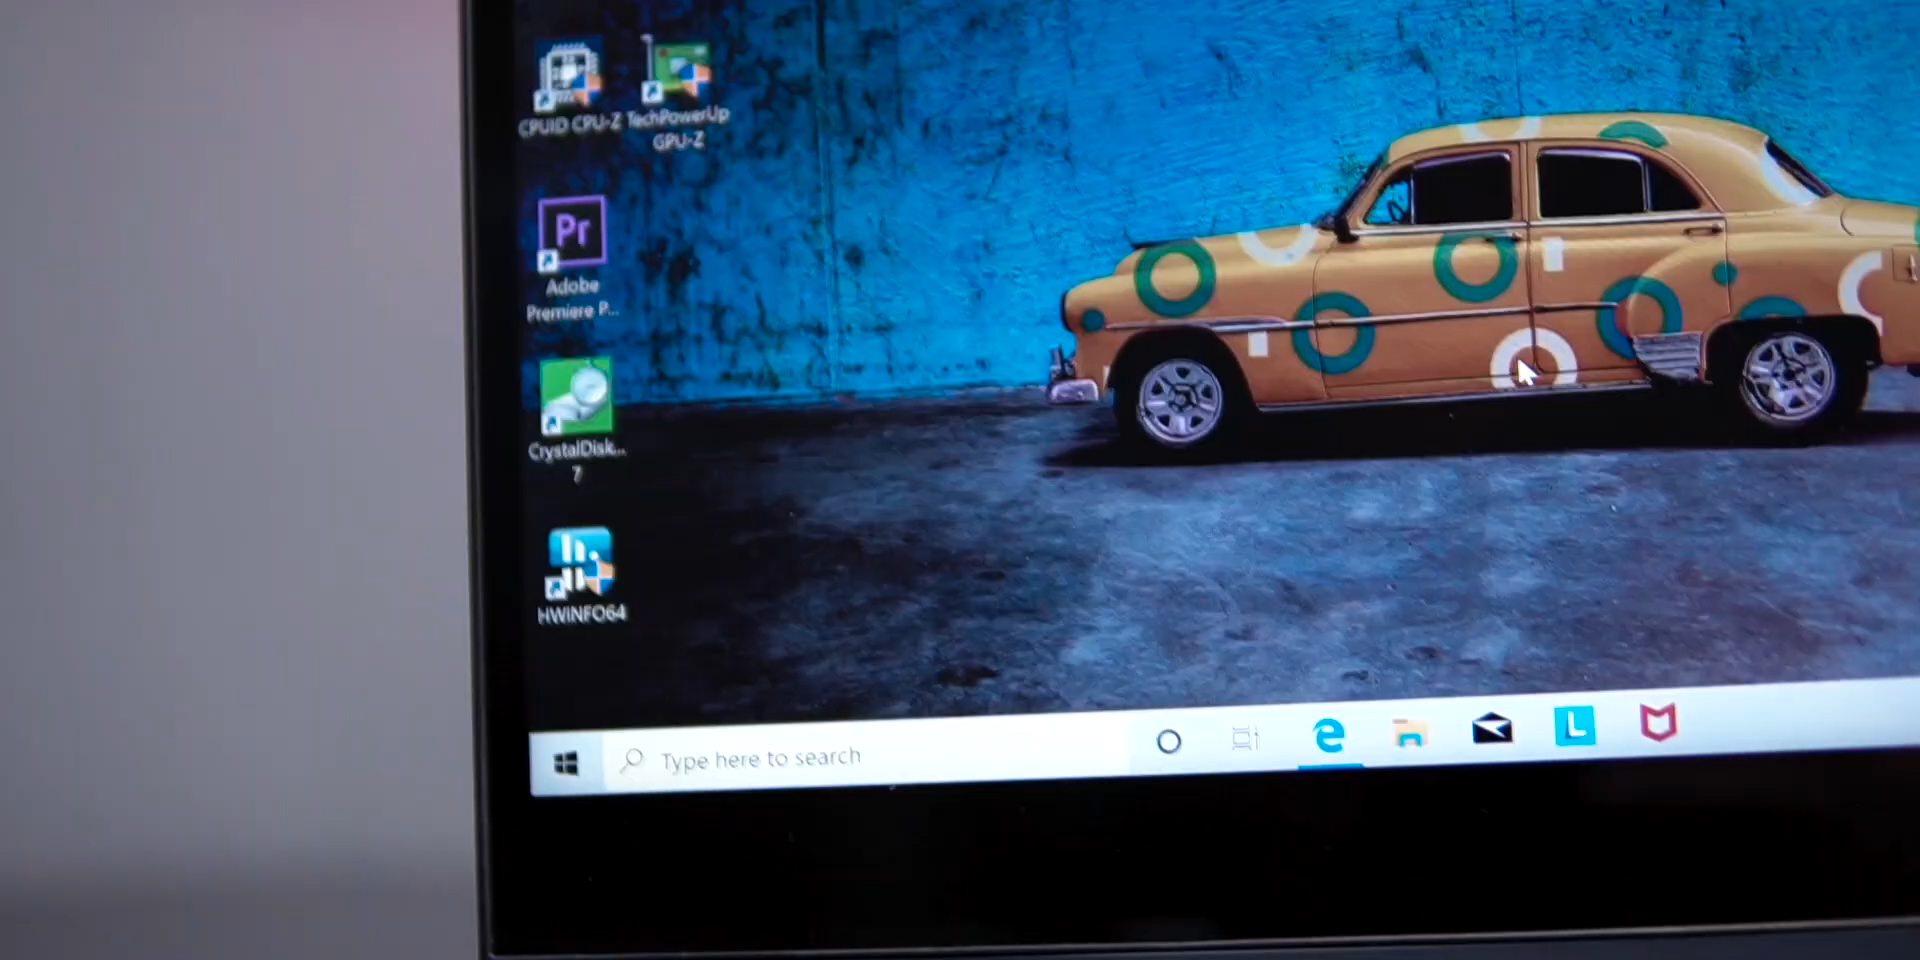 CPUID CPU-Z
TechPowerUp
GPU-Z
Pr
Adobe
Premiere P...
CrystalDisk...
7
HWiNFO64
Type here to search
L